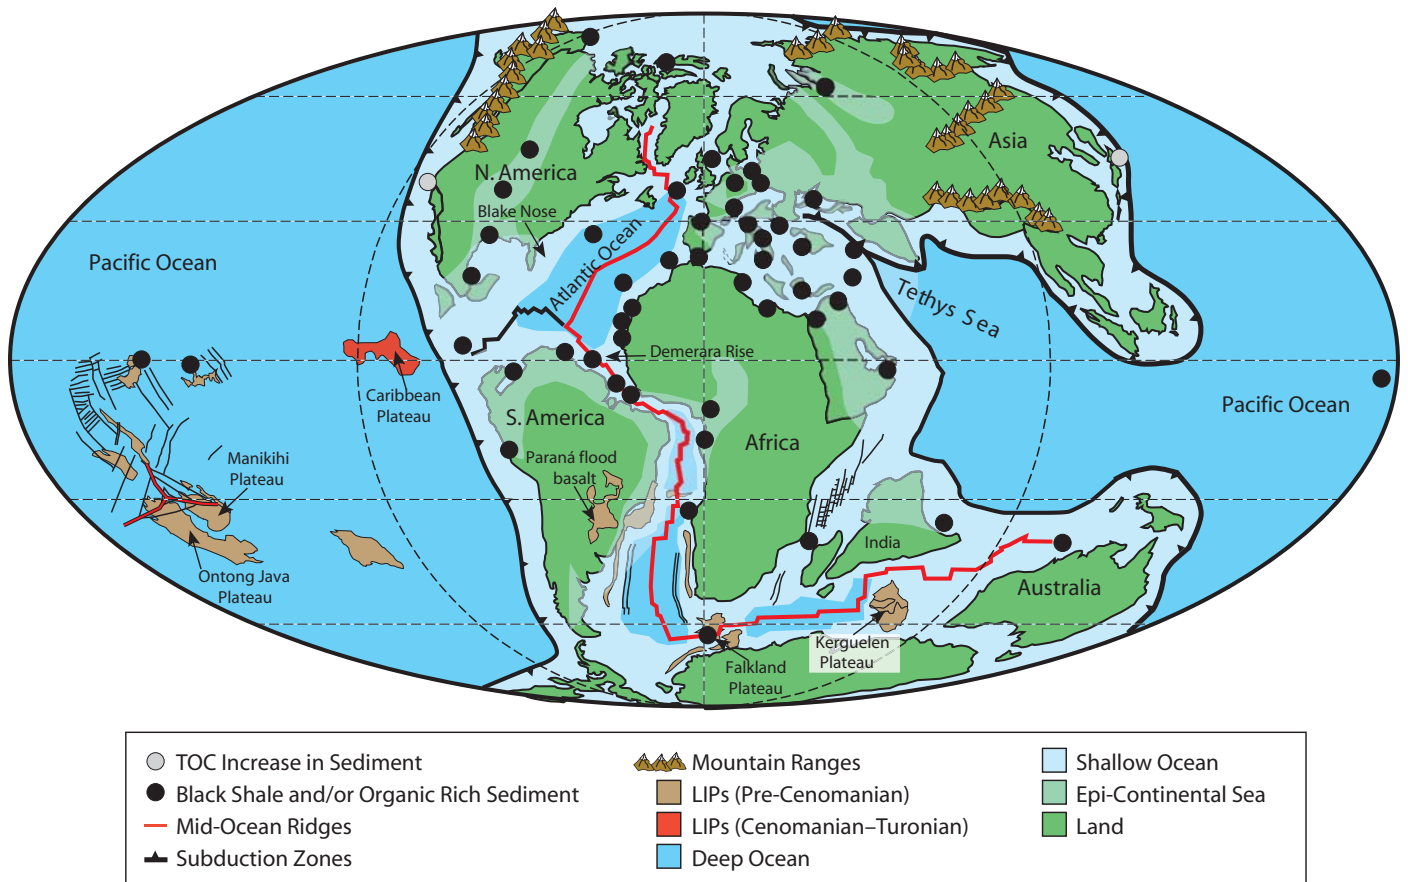 Asia
N. America
Blake Nose
Pacific Ocean
Atlantic Ocean
Tethys Sea
Demerara Rise
Caribbean
Plateau
Pacific Ocean
S. America
Africa
Manikihi
Plateau
Paraná flood
basalt
India
Ontong Java
Plateau
Australia
Kerguelen
Plateau
Falkland
Plateau
TOC Increase in Sediment
Black Shale and/or Organic Rich Sediment
Mid-Ocean Ridges
Subduction Zones
Mountain Ranges
LIPs (Pre-Cenomanian)
LIPs (Cenomanian–Turonian)
Deep Ocean
Shallow Ocean
Epi-Continental Sea
Land